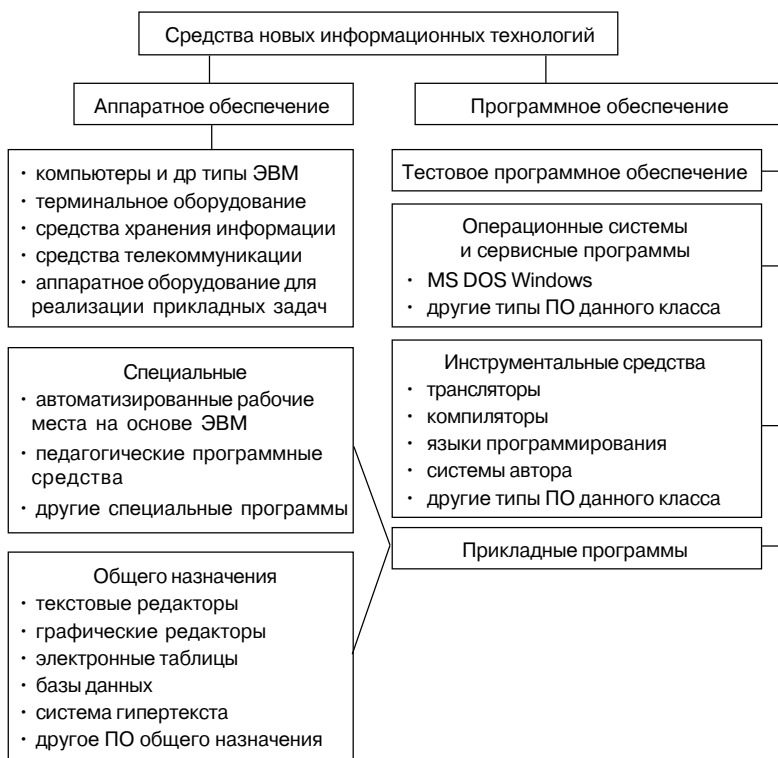 Средства новых информационных технологий
Аппаратное обеспечение
Программное обеспечение
· компьютеры и др типы ЭВМ
· терминальное оборудование
· средства хранения информации
· средства телекоммуникации
· аппаратное оборудование для
реализации прикладных задач
Тестовое программное обеспечение
Операционные системы
и сервисные программы
· MS DOS Windows
· другие типы ПО данного класса
Специальные
· автоматизированные рабочие
места на основе ЭВМ
· педагогические программные
средства
· другие специальные программы
Инструментальные средства
· трансляторы
· компиляторы
· языки программирования
· системы автора
· другие типы ПО данного класса
Прикладные программы
Общего назначения
· текстовые редакторы
· графические редакторы
· электронные таблицы
· базы данных
· система гипертекста
· другое ПО общего назначения